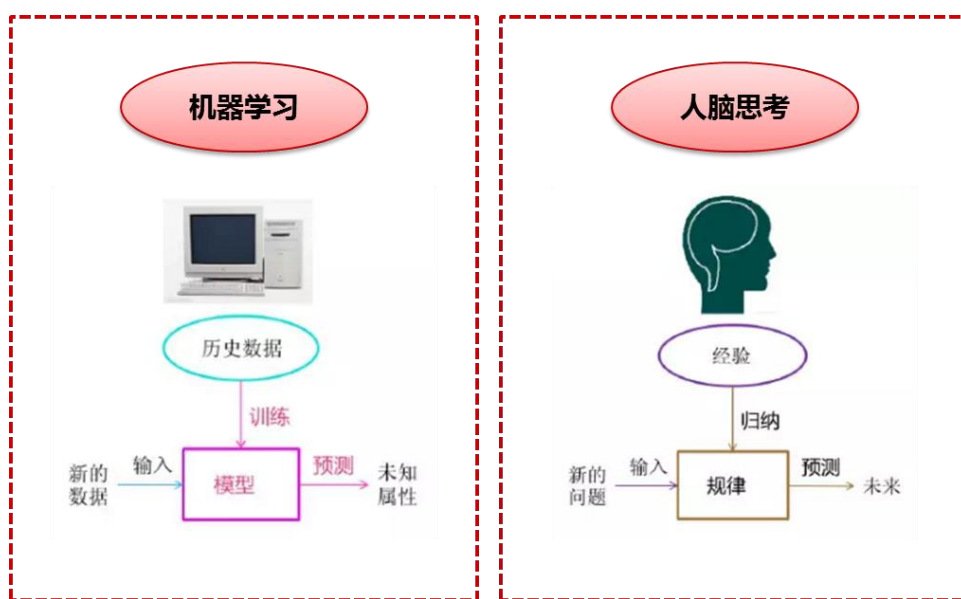 机器学习
历史数据
训练
新的
数据
输入
模型
预测
未知
属性
人脑思考
经验
归纳
新的
问题
输入
规律
预测
未来